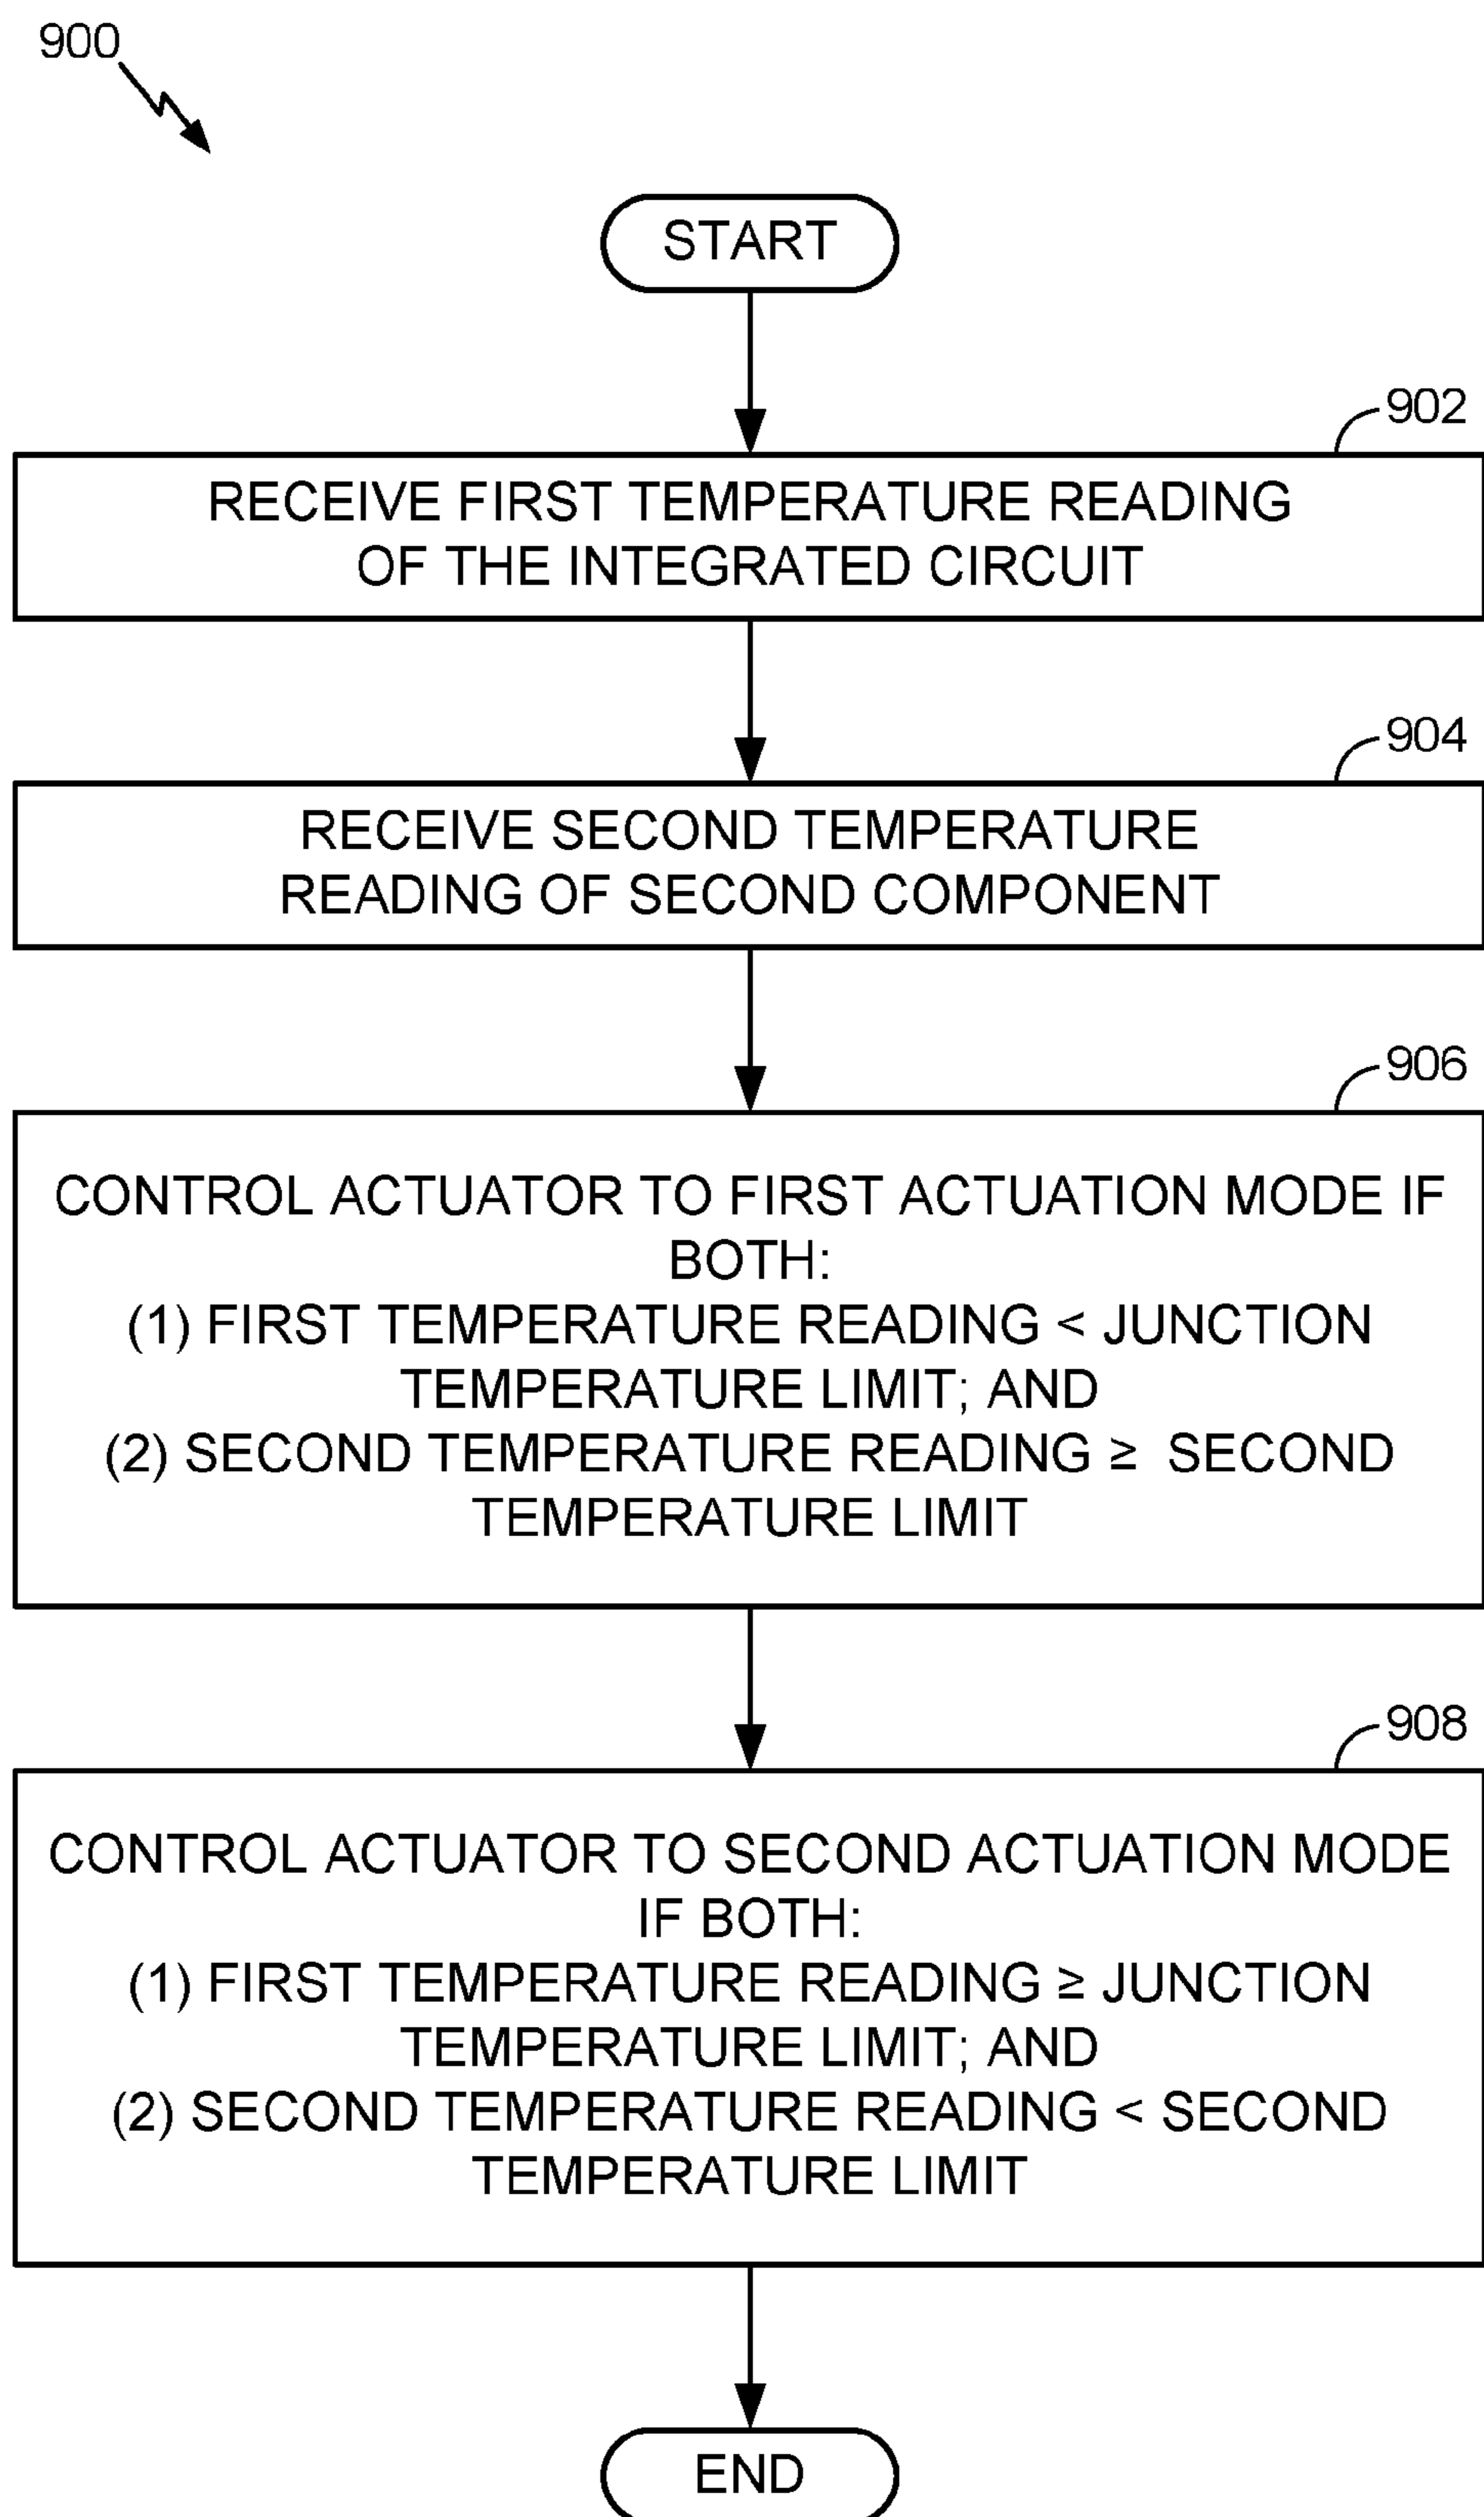 900
START
902
RECEIVE FIRST TEMPERATURE READING
OF THE INTEGRATED CIRCUIT
904
RECEIVE SECOND TEMPERATURE
READING OF SECOND COMPONENT
906
CONTROL ACTUATOR TO FIRST ACTUATION MODE IF
BOTH:
(1) FIRST TEMPERATURE READING < JUNCTION
TEMPERATURE LIMIT; AND
(2) SECOND TEMPERATURE READING ≥ SECOND
TEMPERATURE LIMIT
908
CONTROL ACTUATOR TO SECOND ACTUATION MODE
IF BOTH:
(1) FIRST TEMPERATURE READING ≥ JUNCTION
TEMPERATURE LIMIT; AND
(2) SECOND TEMPERATURE READING < SECOND
TEMPERATURE LIMIT
END